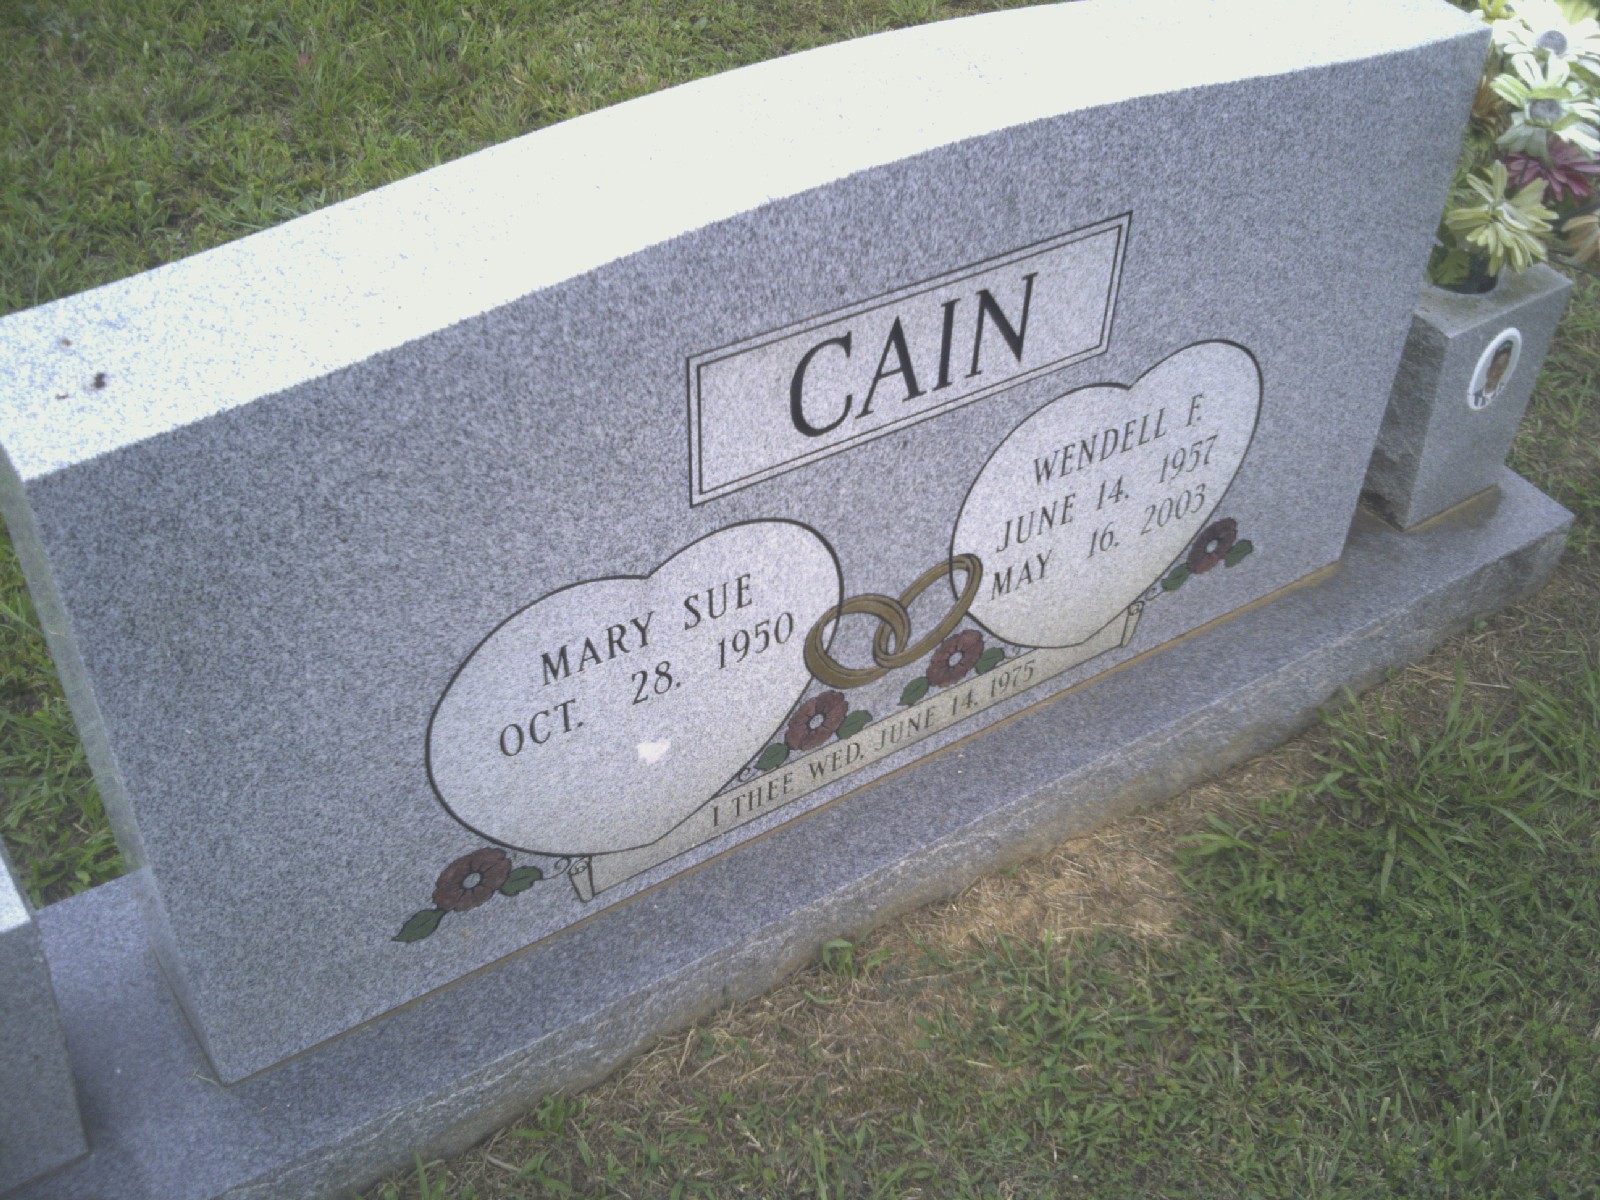 CAIN
MARY SUE
OCT. 28. 1950
WENDELL F.
JUNE 14. 1957
MAY 16. 2003
I THEE WED, JUNE 14, 1975